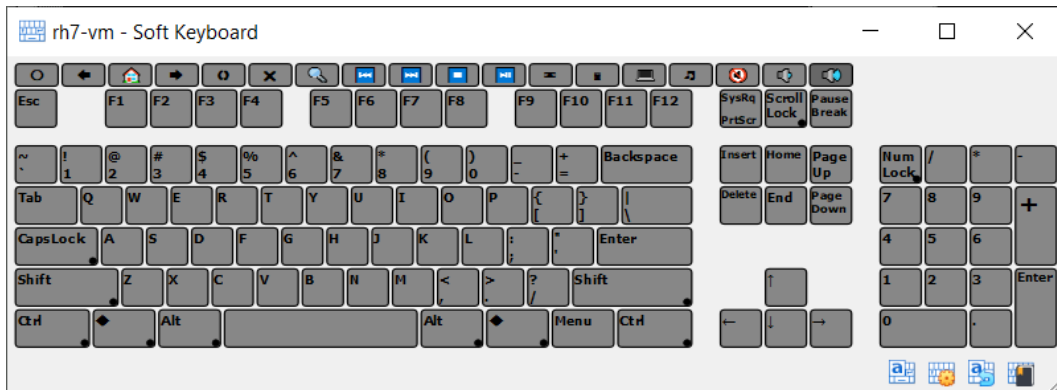 rh7-vm - Soft Keyboard
Esc F1 F2 F3 F4 F5 F6 F7 F8 F9 F10 F11 F12 SysRq PrtScr Scroll Lock Pause Break
~ ` ! 1 @ 2 # 3 $ 4 % 5 ^ 6 & 7 * 8 ( 9 ) 0 _ - + = Backspace Insert Home Page Up Num Lock / * -
Tab Q W E R T Y U I O P { [ } ] | \ Delete End Page Down 7 8 9 +
CapsLock A S D F G H J K L : ; " ' Enter 4 5 6
Shift Z X C V B N M < , > . ? / Shift ↑ 1 2 3 Enter
Ctrl ◆ Alt Alt ◆ Menu Ctrl ← ↓ → 0 .